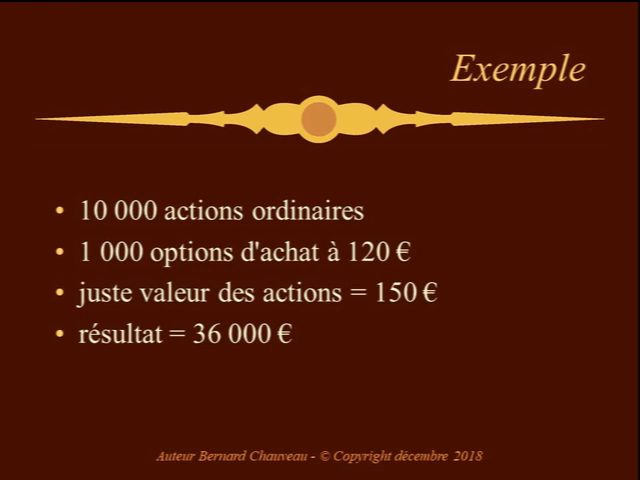 Exemple
• 10 000 actions ordinaires
• 1 000 options d'achat à 120 €
• juste valeur des actions = 150 €
• résultat = 36 000 €
Auteur Bernard Chauveau - © Copyright décembre 2018